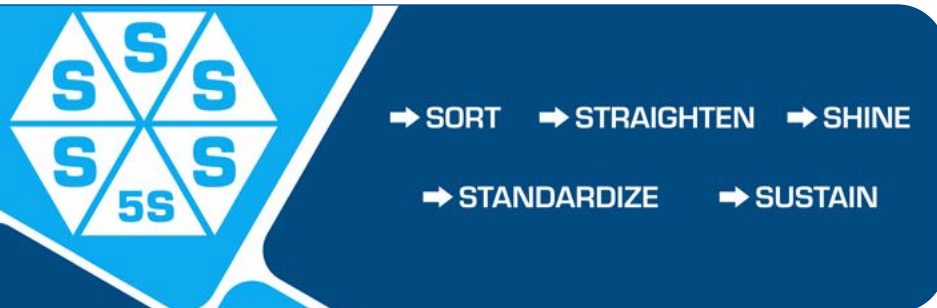 S
S S
S S
5S
➡ SORT ➡ STRAIGHTEN ➡ SHINE
➡ STANDARDIZE ➡ SUSTAIN